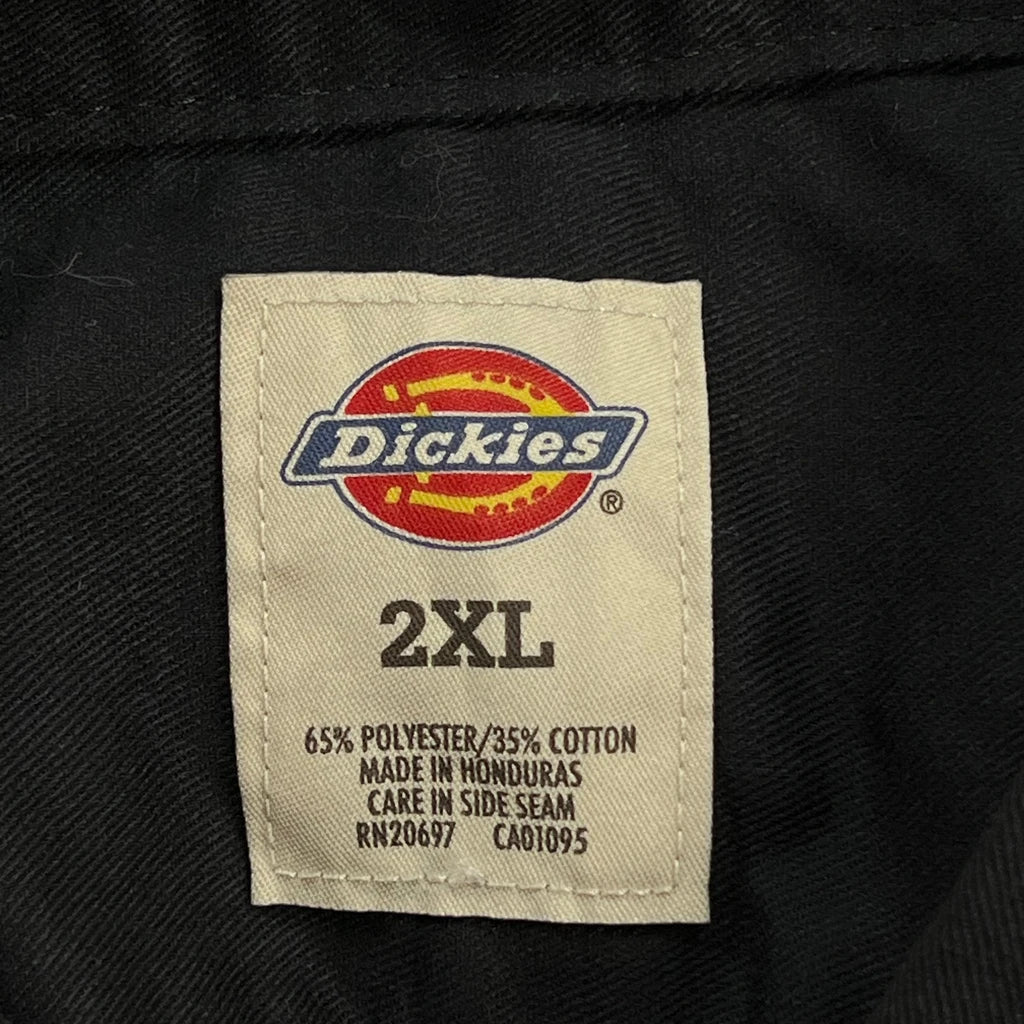 Dickies
®
2XL
65% POLYESTER/35% COTTON
MADE IN HONDURAS
CARE IN SIDE SEAM
RN20697 CA01095